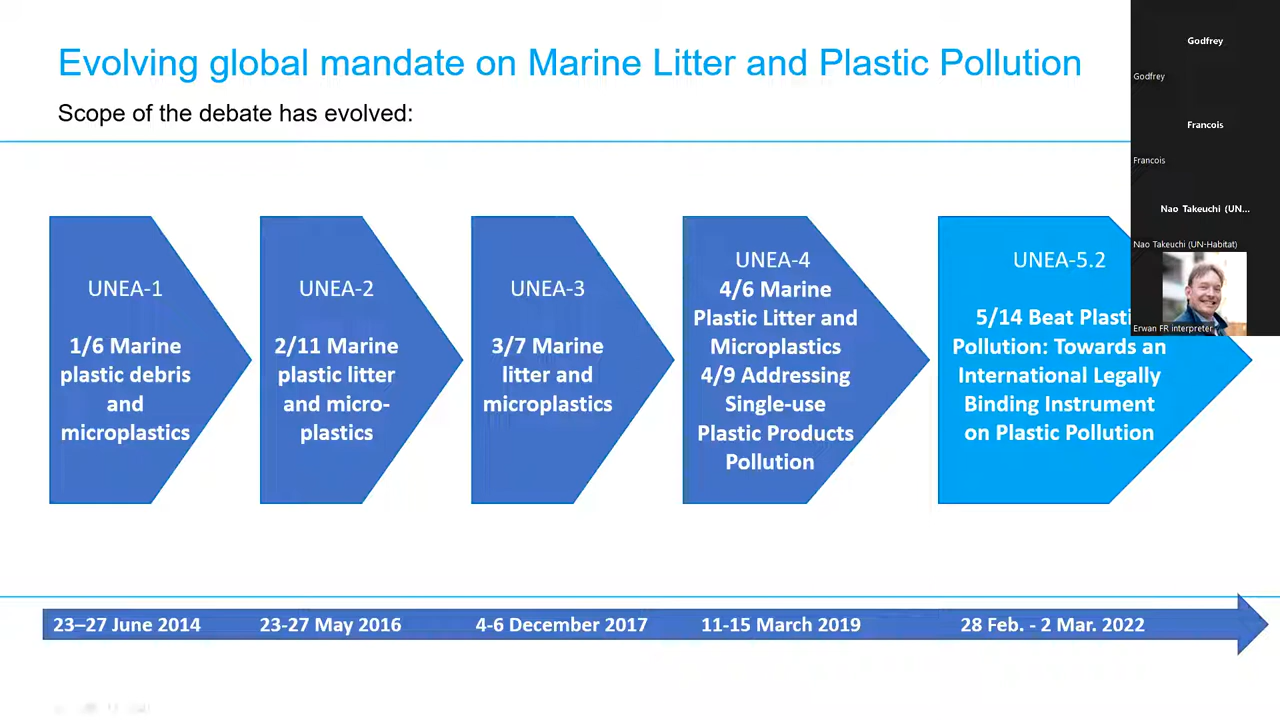 Evolving global mandate on Marine Litter and Plastic Pollution
Scope of the debate has evolved:
UNEA-1
1/6 Marine
plastic debris
and
microplastics
UNEA-2
2/11 Marine
plastic litter
and micro-
plastics
UNEA-3
3/7 Marine
litter and
microplastics
UNEA-4
4/6 Marine
Plastic Litter and
Microplastics
4/9 Addressing
Single-use
Plastic Products
Pollution
UNEA-5.2
5/14 Beat Plasti
Pollution: Towards an
International Legally
Binding Instrument
on Plastic Pollution
23–27 June 2014
23-27 May 2016
4-6 December 2017
11-15 March 2019
28 Feb. - 2 Mar. 2022
Godfrey
Godfrey
Francois
Francois
Nao Takeuchi (UN...
Nao Takeuchi (UN-Habitat)
Erwan FR interpreter